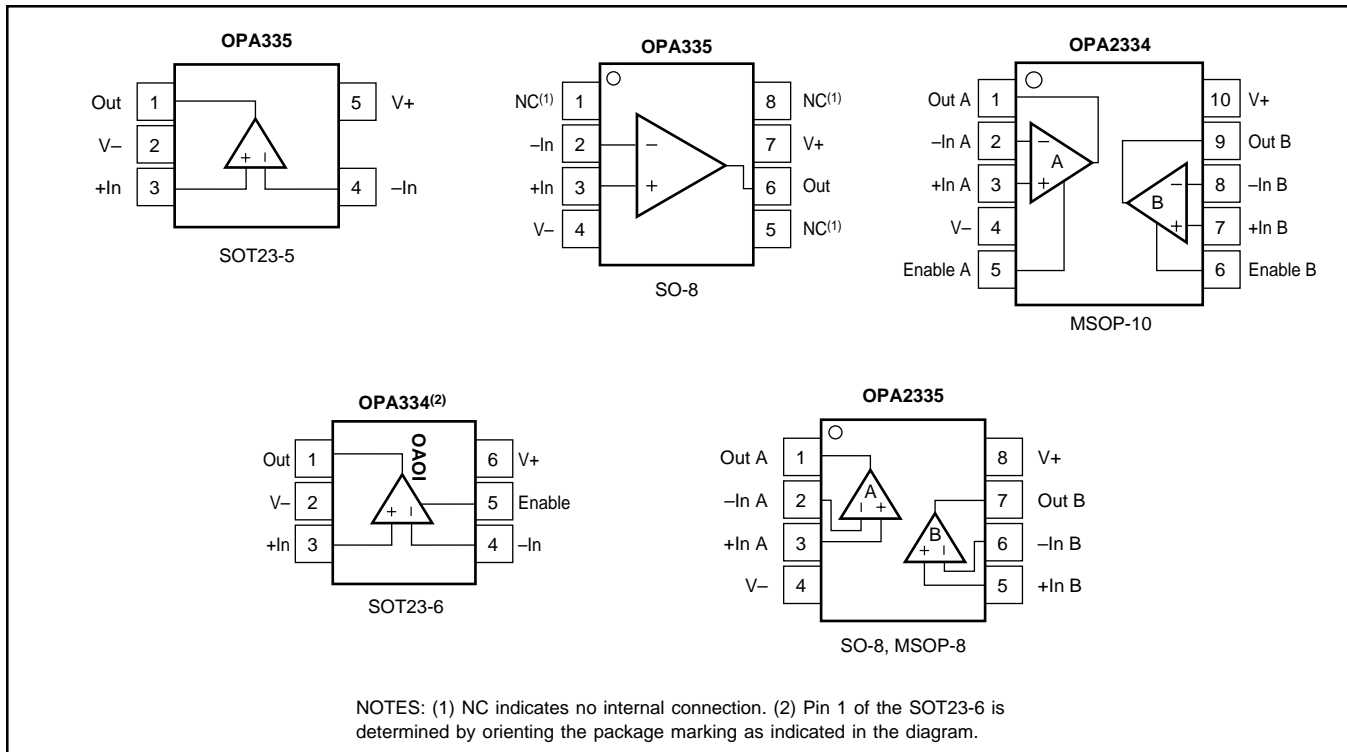 OPA335
Out 1
5 V+
V– 2
+In 3
+ –
4 –In
SOT23-5
OPA335
NC(1) 1
8 NC(1)
–In 2
–
7 V+
+In 3
+
6 Out
V– 4
5 NC(1)
SO-8
OPA2334
Out A 1
10 V+
–In A 2
–
A
9 Out B
+In A 3
+
–
8 –In B
B
V– 4
+
7 +In B
Enable A 5
6 Enable B
MSOP-10
OPA334(2)
OAOI
Out 1
6 V+
V– 2
+ –
5 Enable
+In 3
4 –In
SOT23-6
OPA2335
Out A 1
8 V+
–In A 2
A
– +
7 Out B
+In A 3
B
+ –
6 –In B
V– 4
5 +In B
SO-8, MSOP-8
NOTES: (1) NC indicates no internal connection. (2) Pin 1 of the SOT23-6 is
determined by orienting the package marking as indicated in the diagram.